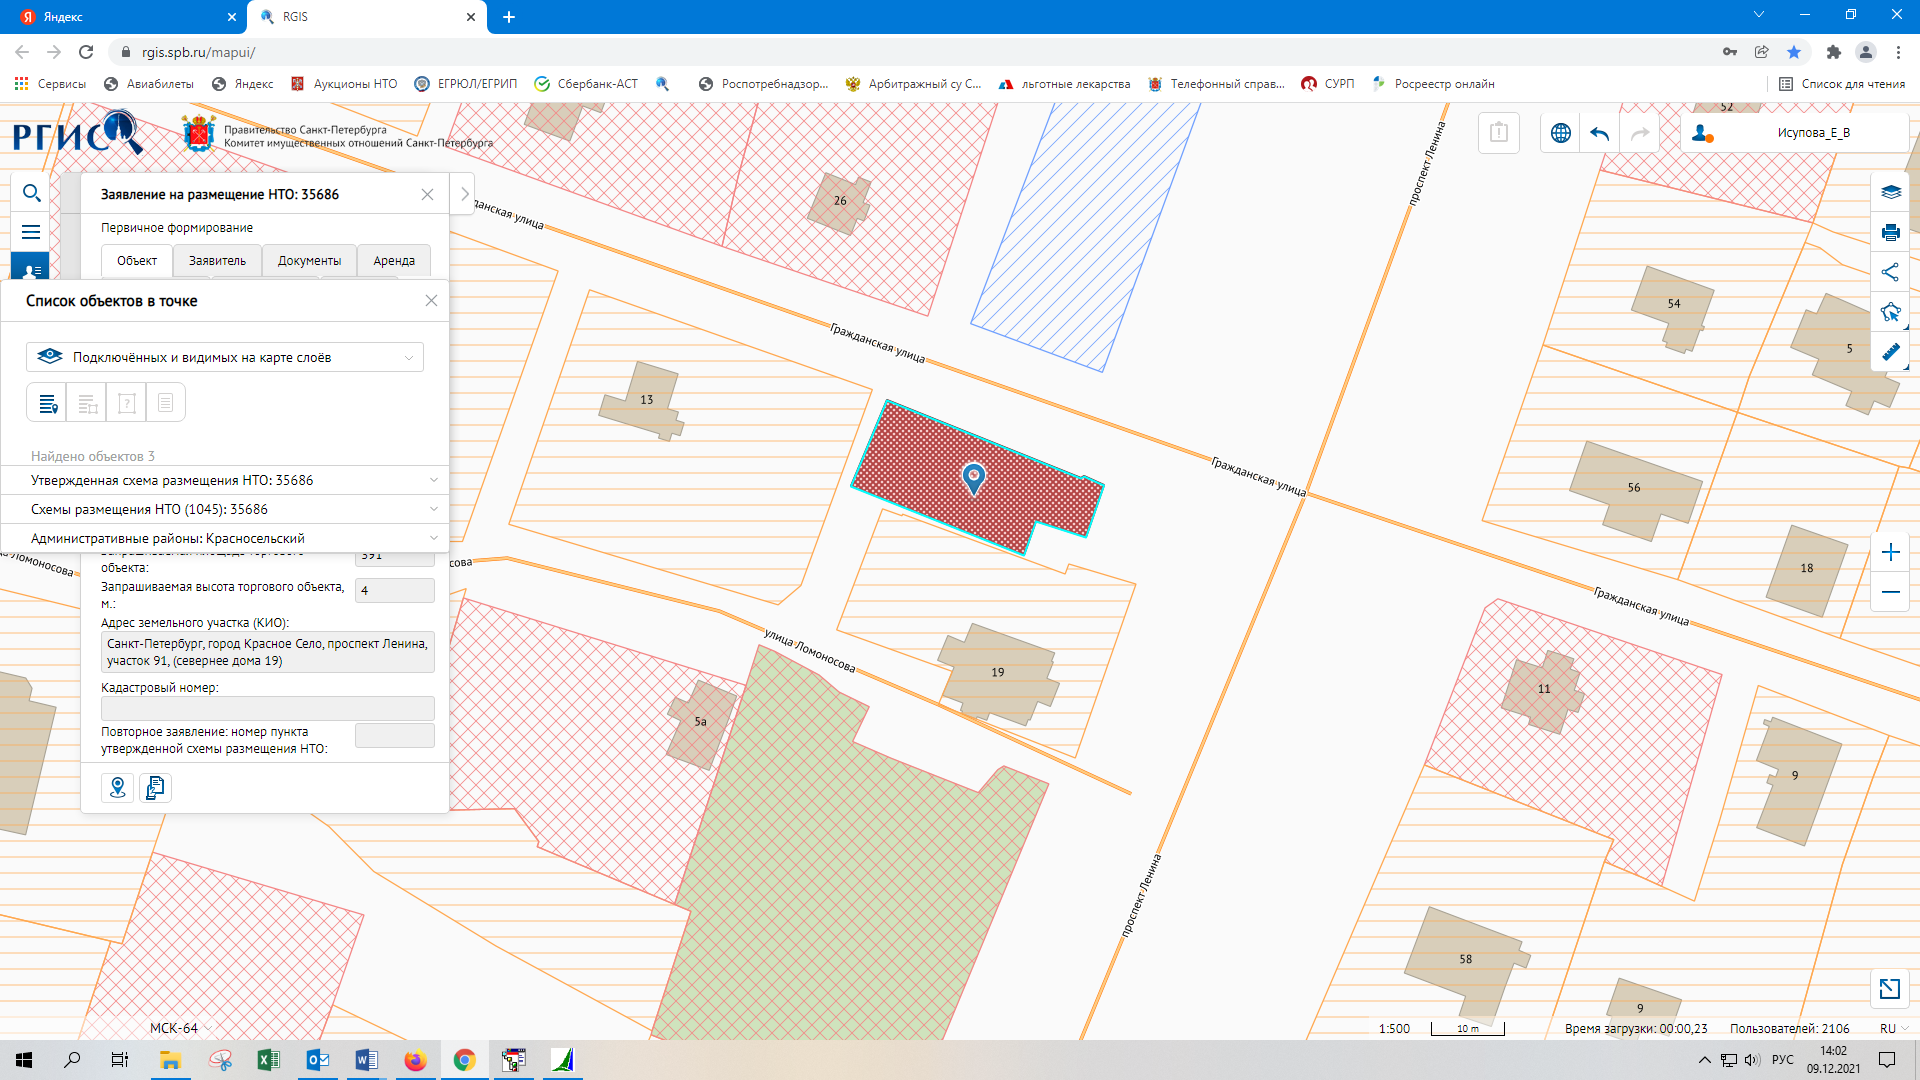 Яндекс
RGIS
rgis.spb.ru/mapui/
Сервисы
Авиабилеты
Яндекс
Аукционы НТО
ЕГРЮЛ/ЕГРИП
Сбербанк-АСТ
Роспотребнадзор...
Арбитражный су С...
льготные лекарства
Телефонный справ...
СУРП
Росреестр онлайн
Список для чтения
РГИС
Правительство Санкт-Петербурга
Комитет имущественных отношений Санкт-Петербурга
Исупова_Е_В
Заявление на размещение НТО: 35686
Первичное формирование
Объект
Заявитель
Документы
Аренда
Список объектов в точке
Подключённых и видимых на карте слоёв
Найдено объектов 3
Утвержденная схема размещения НТО: 35686
Схемы размещения НТО (1045): 35686
Административные районы: Красносельский
объекта:
391
Запрашиваемая высота торгового объекта,
м.:
4
Адрес земельного участка (КИО):
Санкт-Петербург, город Красное Село, проспект Ленина,
участок 91, (севернее дома 19)
Кадастровый номер:
Повторное заявление: номер пункта
утвержденной схемы размещения НТО:
52
26
проспект Ленина
данская улица
54
5
Гражданская улица
13
Гражданская улица
56
18
Ломоносова
сова
Гражданская улица
улица Ломоносова
19
11
5а
9
проспект Ленина
58
9
МСК-64
1:500
10 m
Время загрузки: 00:00,23
Пользователей: 2106
RU
РУС
14:02
09.12.2021